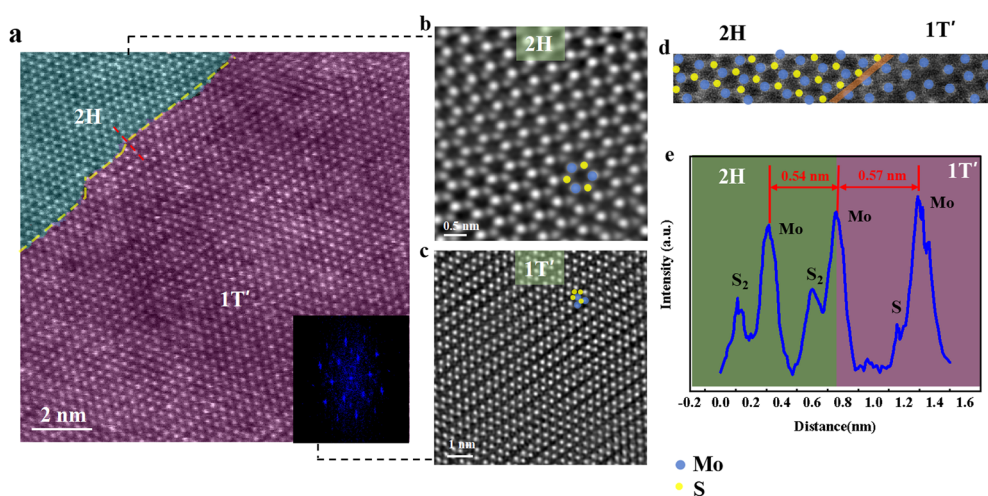 a
2H
1T′
2 nm
b
2H
0.5 nm
c
1T′
1 nm
d
2H
1T′
e
2H
1T′
0.54 nm
0.57 nm
Mo
Mo
Mo
S2
S2
S
Intensity (a.u.)
-0.2 0.0 0.2 0.4 0.6 0.8 1.0 1.2 1.4 1.6
Distance(nm)
Mo
S